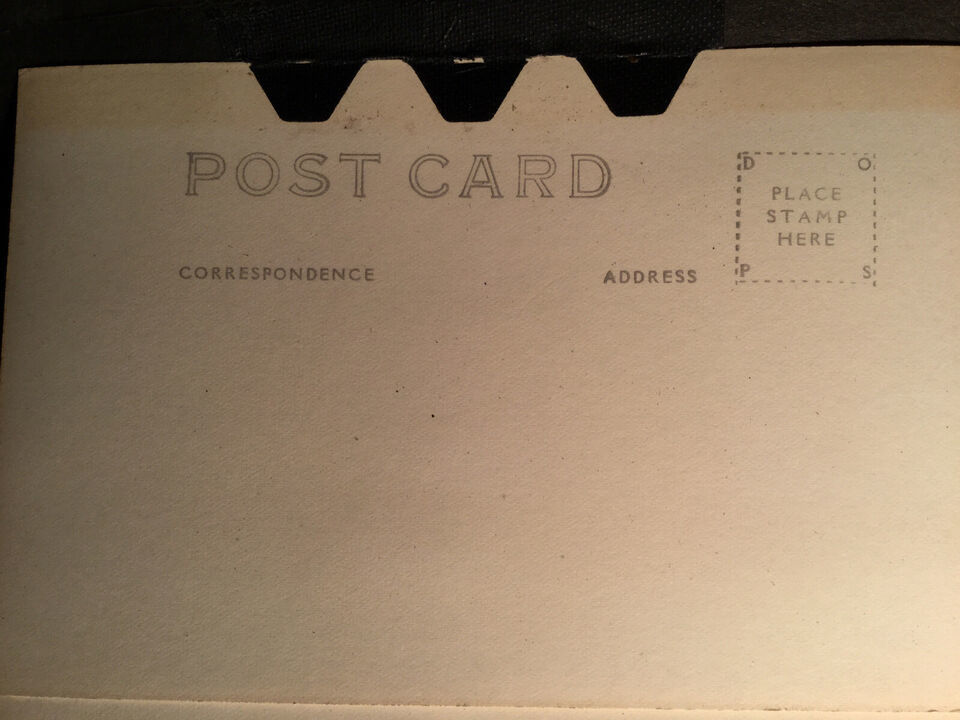 POST CARD
D O
PLACE
STAMP
HERE
P S
CORRESPONDENCE
ADDRESS